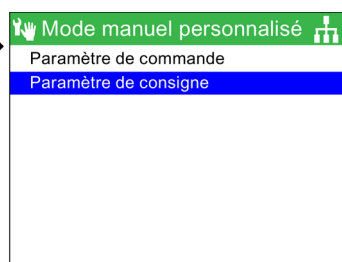 Mode manuel personnalisé
Paramètre de commande
Paramètre de consigne